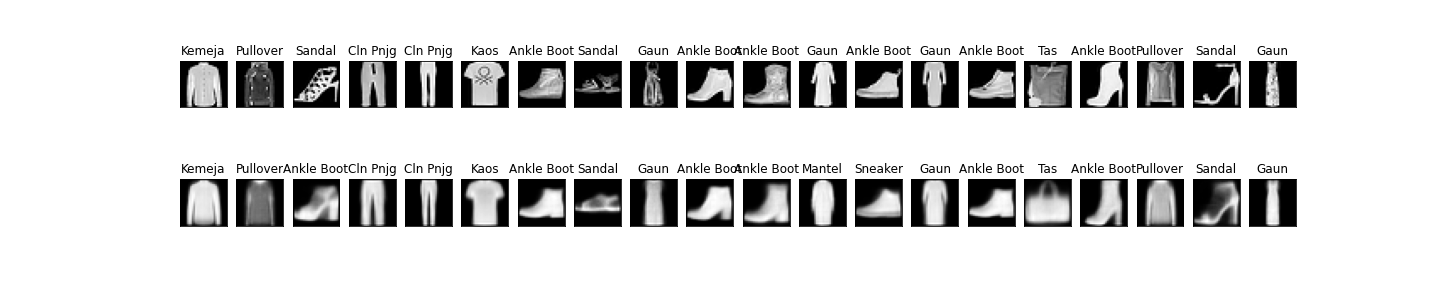 Kemeja Pullover Sandal Cln Pnjg Cln Pnjg Kaos Ankle Boot Sandal Gaun Ankle Boot Ankle Boot Gaun Ankle Boot Gaun Ankle Boot Tas Ankle Boot Pullover Sandal Gaun
Kemeja Pullover Ankle Boot Cln Pnjg Cln Pnjg Kaos Ankle Boot Sandal Gaun Ankle Boot Ankle Boot Mantel Sneaker Gaun Ankle Boot Tas Ankle Boot Pullover Sandal Gaun